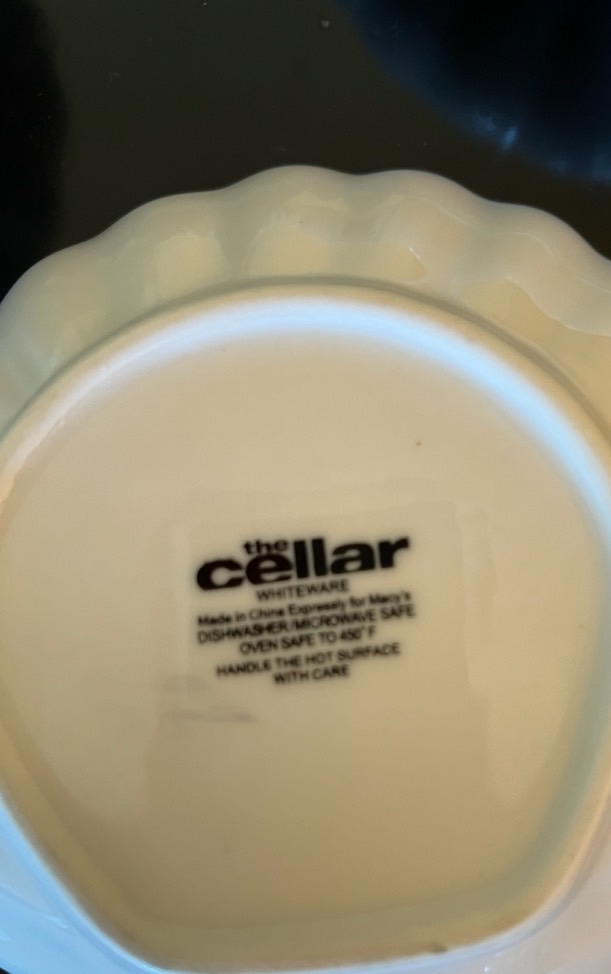 the
cellar
WHITEWARE
Made in China Expressly for Macy's
DISHWASHER/MICROWAVE SAFE
OVEN SAFE TO 450° F
HANDLE THE HOT SURFACE
WITH CARE